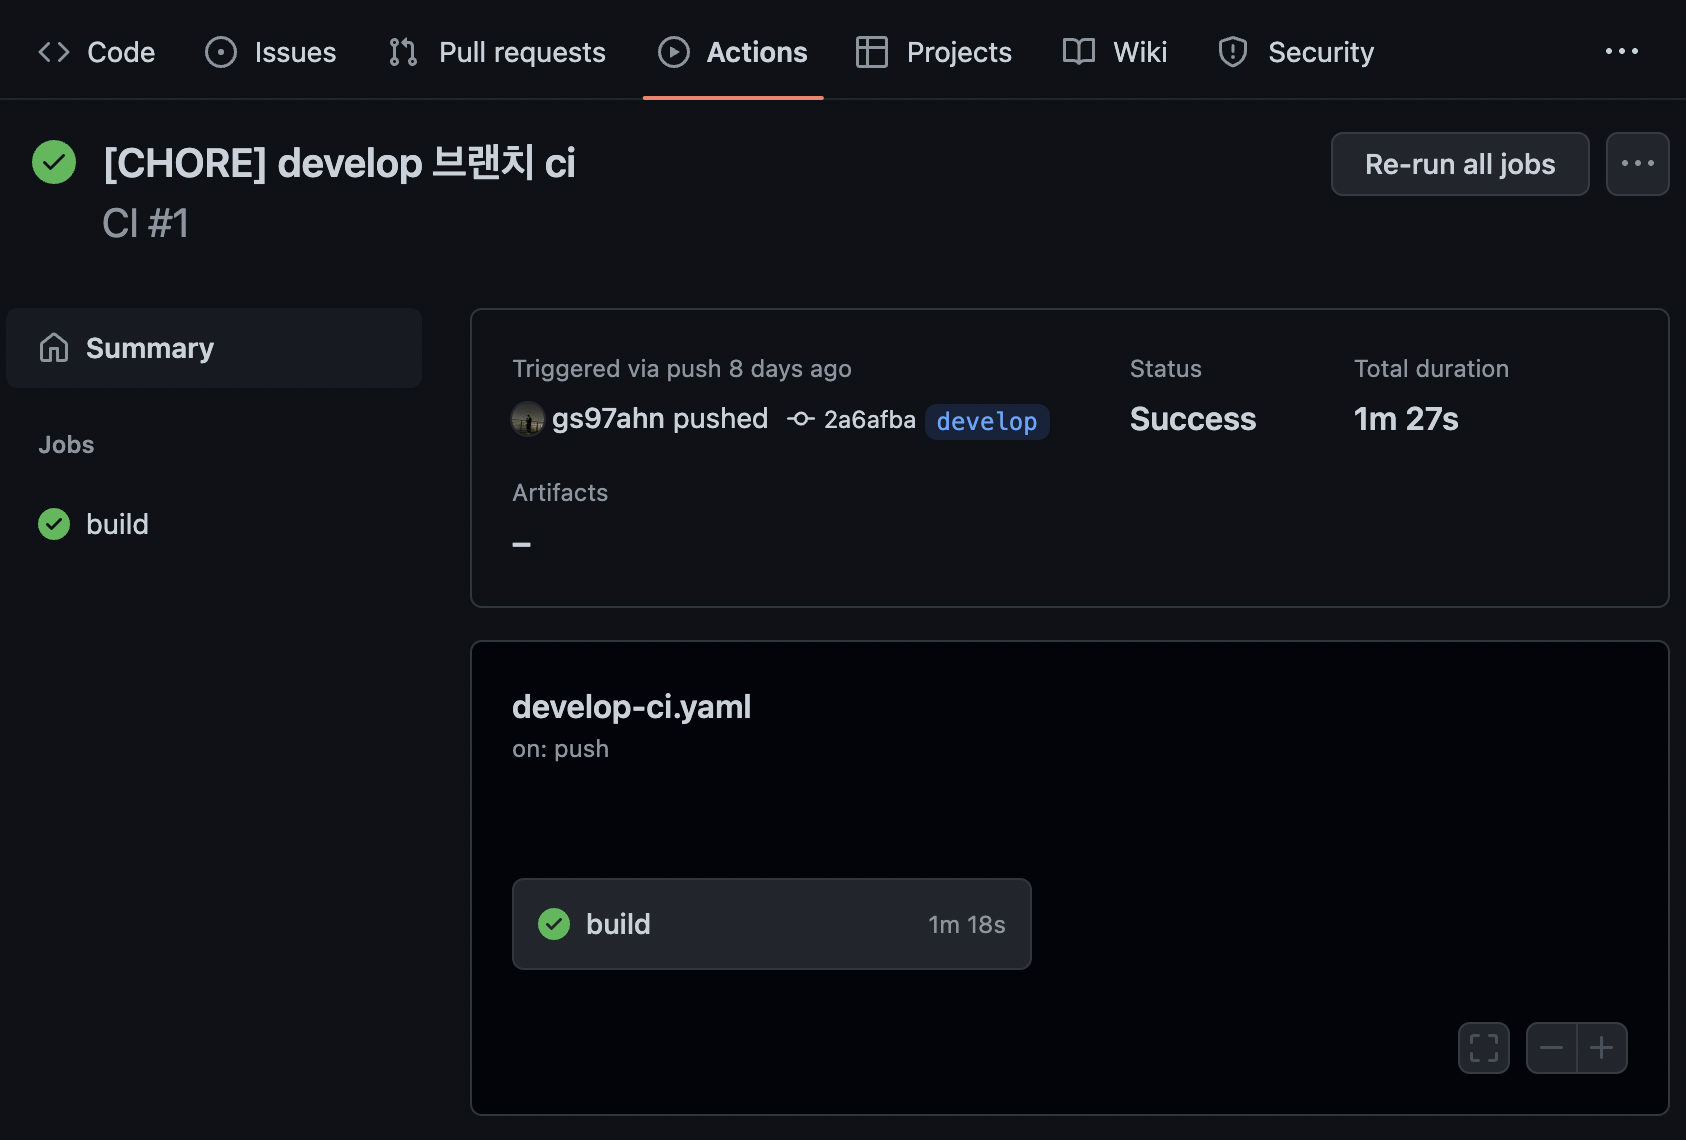 Code Issues Pull requests Actions Projects Wiki Security
[CHORE] develop 브랜치 ci
Re-run all jobs
CI #1
Summary
Jobs
build
Triggered via push 8 days ago
gs97ahn pushed 2a6afba develop
Status
Success
Total duration
1m 27s
Artifacts
–
develop-ci.yaml
on: push
build 1m 18s